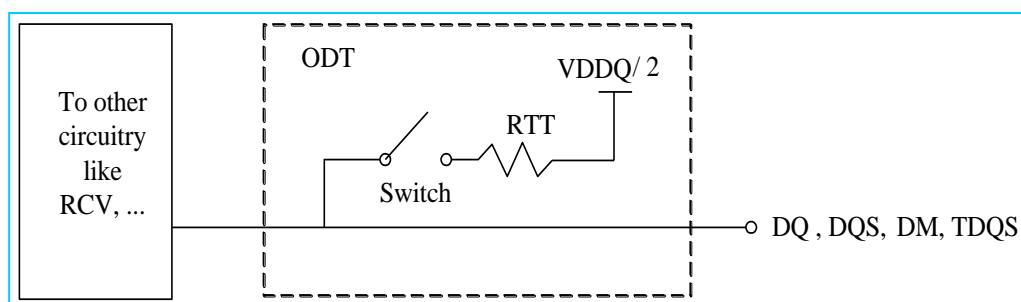 To other
circuitry
like
RCV, ...
ODT
VDDQ/ 2
RTT
Switch
DQ , DQS, DM, TDQS